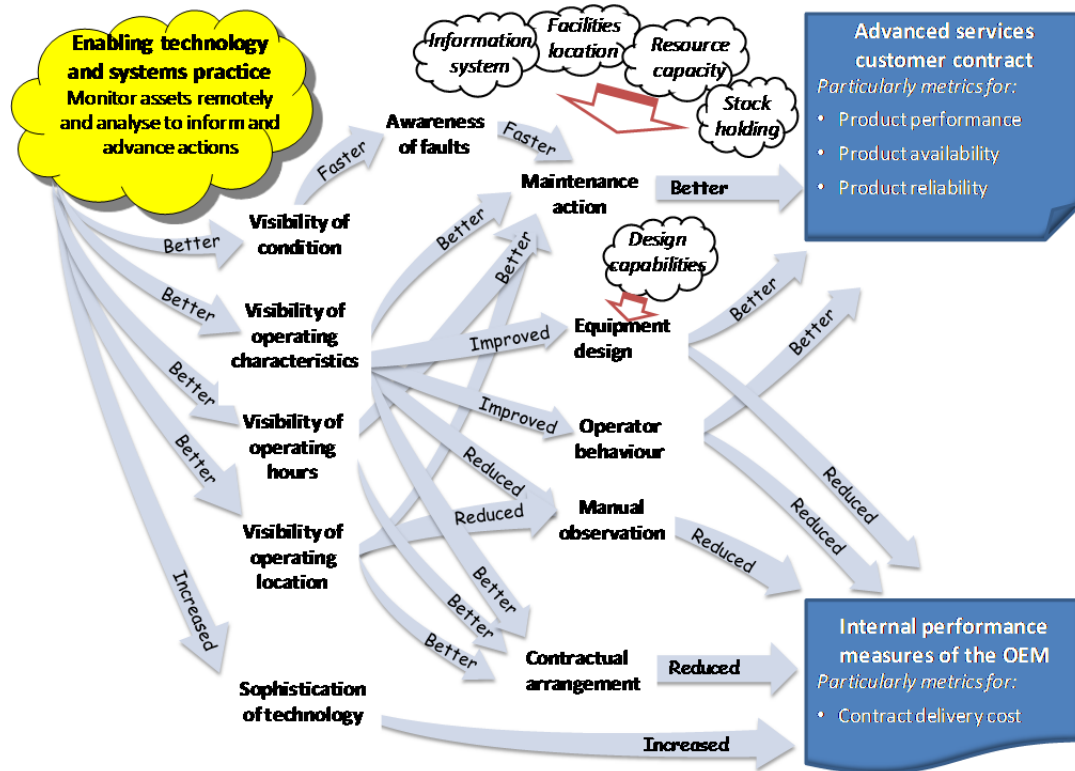 Enabling technology
and systems practice
Monitor assets remotely
and analyse to inform and
advance actions
Information
system
Facilities
location
Resource
capacity
Stock
holding
Advanced services
customer contract
Particularly metrics for:
• Product performance
• Product availability
• Product reliability
Awareness
of faults
Faster
Faster
Maintenance
action
Better
Visibility of
condition
Better
Better
Better
Design
capabilities
Visibility of
operating
characteristics
Better
Improved
Equipment
design
Better
Better
Visibility of
operating
hours
Better
Improved
Operator
behaviour
Reduced
Reduced
Visibility of
operating
location
Better
Reduced
Reduced
Manual
observation
Reduced
Increased
Better
Better
Better
Contractual
arrangement
Reduced
Sophistication
of technology
Increased
Internal performance
measures of the OEM
Particularly metrics for:
• Contract delivery cost